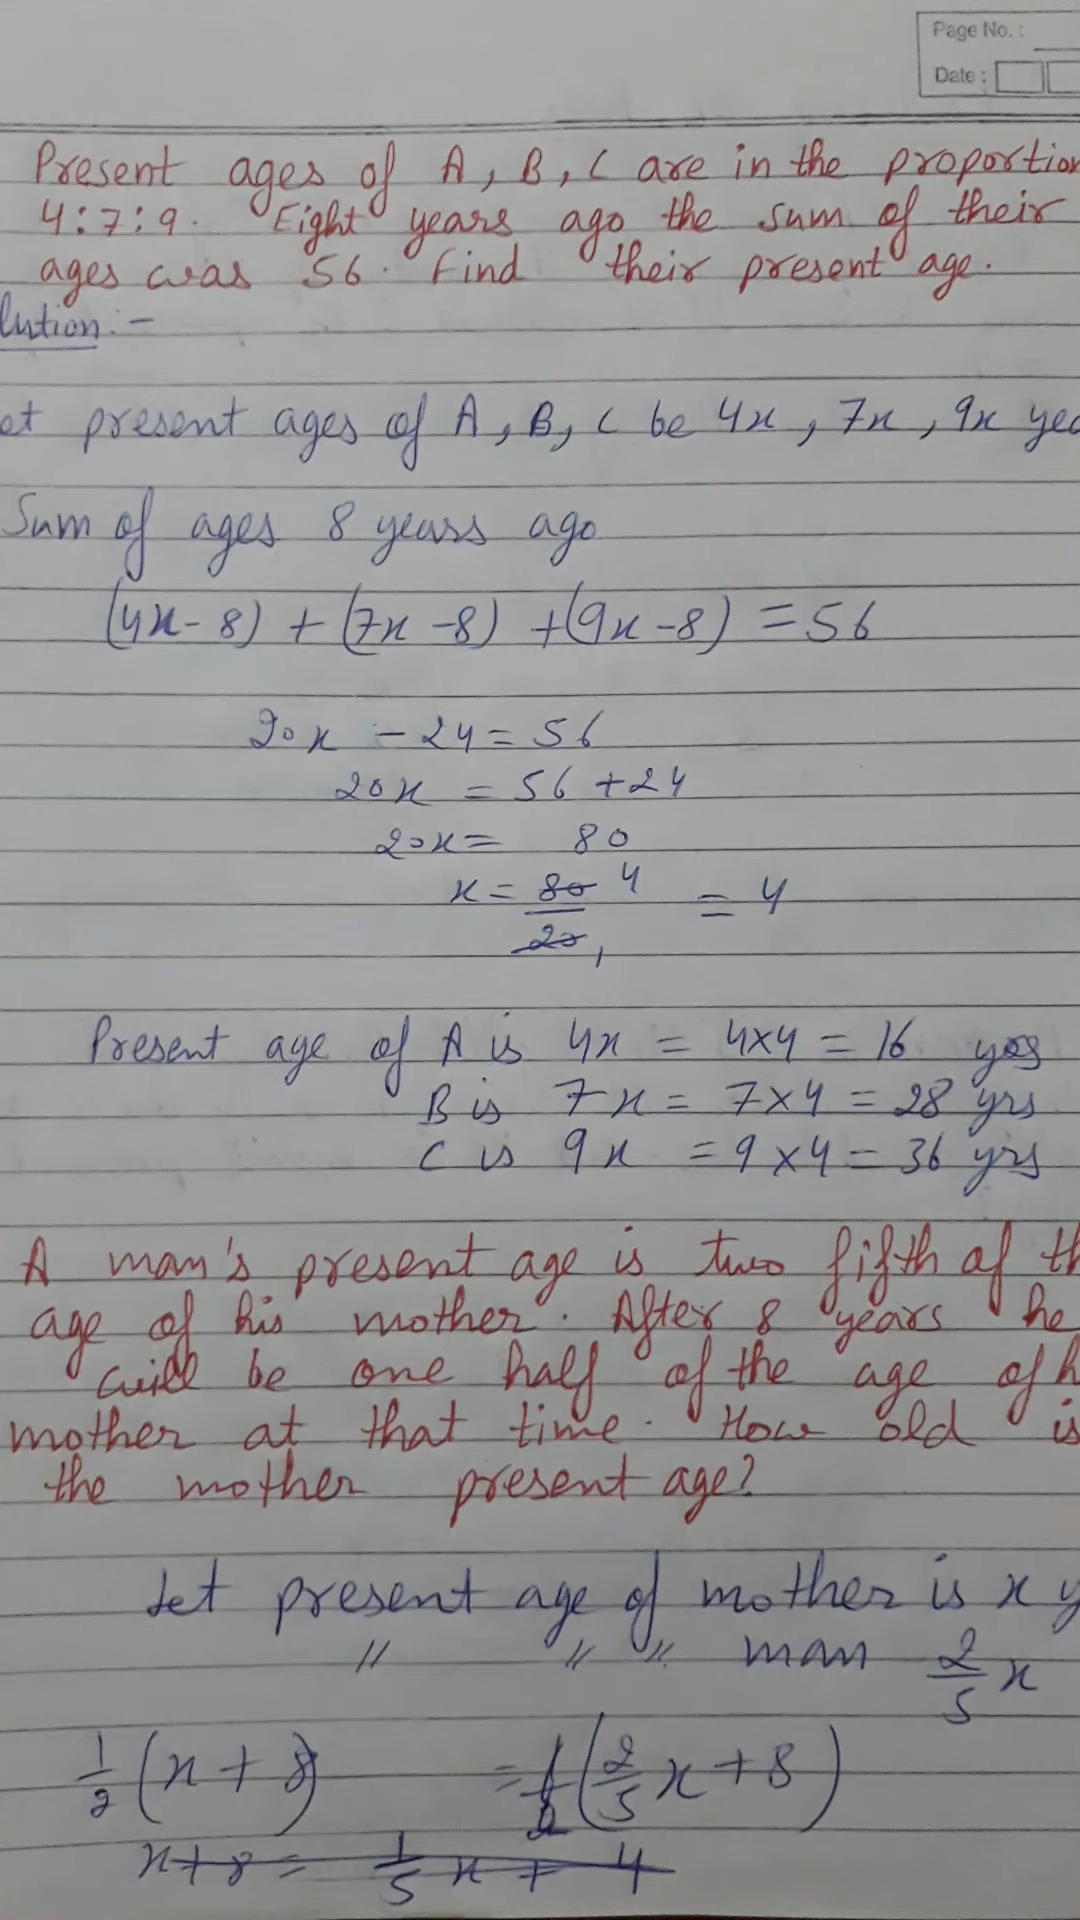 Page No. :
Date :
Present ages of A, B, C are in the proportion
4:7:9. Eight years ago the sum of their
ages was 56. Find their present age.
lution :-
et present ages of A, B, C be 4x, 7x, 9x yea
Sum of ages 8 years ago
(4x-8) + (7x-8) + (9x-8) = 56
20x - 24 = 56
20x = 56 + 24
20x = 80
x = 80/20 4 1 = 4
Present age of A is 4x = 4x4 = 16 yrs
B is 7x = 7x4 = 28 yrs
C is 9x = 9x4 = 36 yrs
A man's present age is two fifth of th
age of his mother. After 8 years he
will be one half of the age of h
mother at that time. How old is
the mother present age?
Let present age of mother is x y
" " " man 2/5 x
1/2 (x + 8) = (2/5 x + 8)
x + 8 = 1/5 x + 4